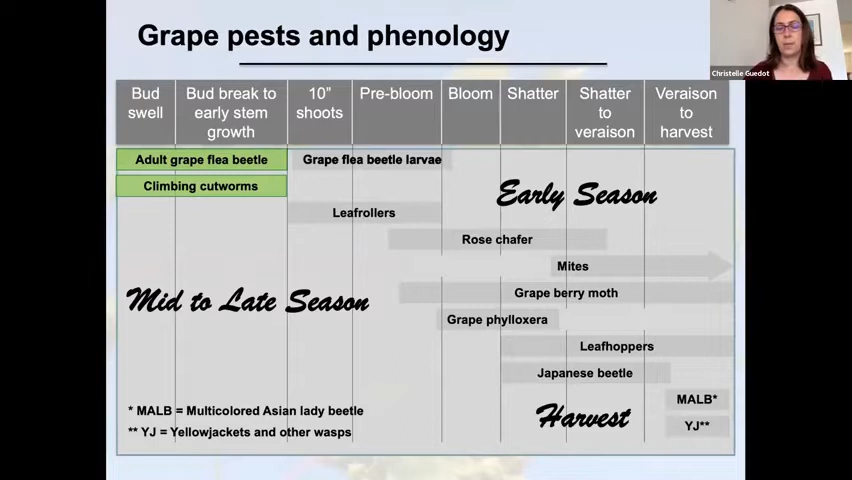 Grape pests and phenology
Christelle Guedot
Bud swell
Bud break to early stem growth
10" shoots
Pre-bloom
Bloom
Shatter
Shatter to veraison
Veraison to harvest
Adult grape flea beetle
Grape flea beetle larvae
Climbing cutworms
Early Season
Leafrollers
Rose chafer
Mites
Mid to Late Season
Grape berry moth
Grape phylloxera
Leafhoppers
Japanese beetle
MALB*
* MALB = Multicolored Asian lady beetle
Harvest
YJ**
** YJ = Yellowjackets and other wasps